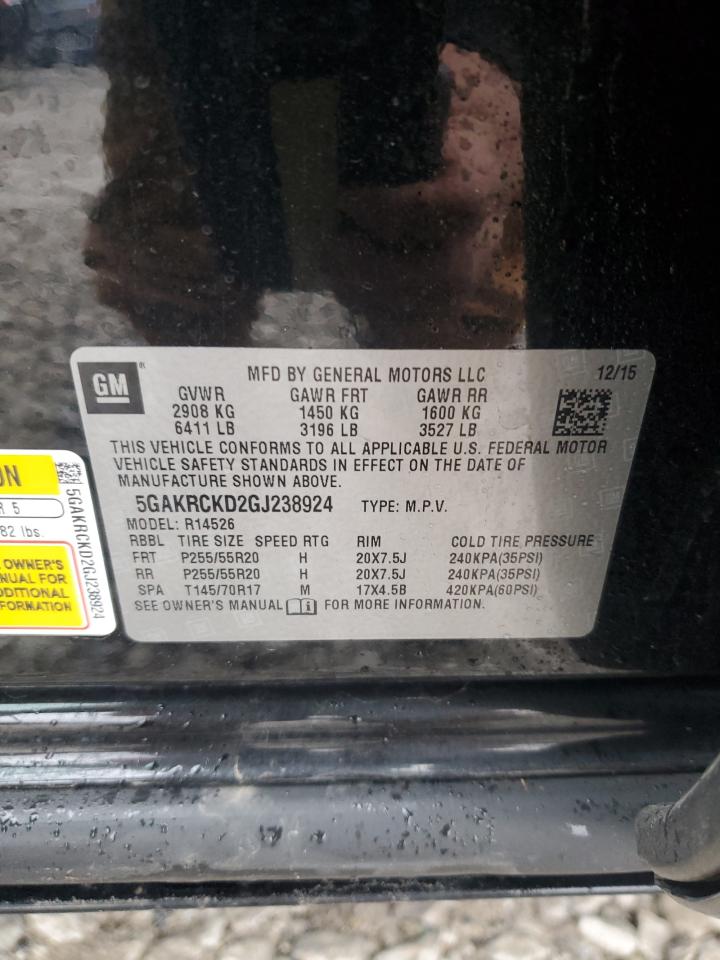 GM
®
MFD BY GENERAL MOTORS LLC 12/15
GVWR GAWR FRT GAWR RR
2908 KG 1450 KG 1600 KG
6411 LB 3196 LB 3527 LB
THIS VEHICLE CONFORMS TO ALL APPLICABLE U.S. FEDERAL MOTOR
VEHICLE SAFETY STANDARDS IN EFFECT ON THE DATE OF
MANUFACTURE SHOWN ABOVE.
5GAKRCKD2GJ238924 TYPE: M.P.V.
MODEL: R14526
RBBL TIRE SIZE SPEED RTG RIM COLD TIRE PRESSURE
FRT P255/55R20 H 20X7.5J 240KPA(35PSI)
RR P255/55R20 H 20X7.5J 240KPA(35PSI)
SPA T145/70R17 M 17X4.5B 420KPA(60PSI)
SEE OWNER'S MANUAL FOR MORE INFORMATION.
ON
R 5
82 lbs.
OWNER'S
NUAL FOR
DDITIONAL
FORMATION
5GAKRCKD2GJ238924